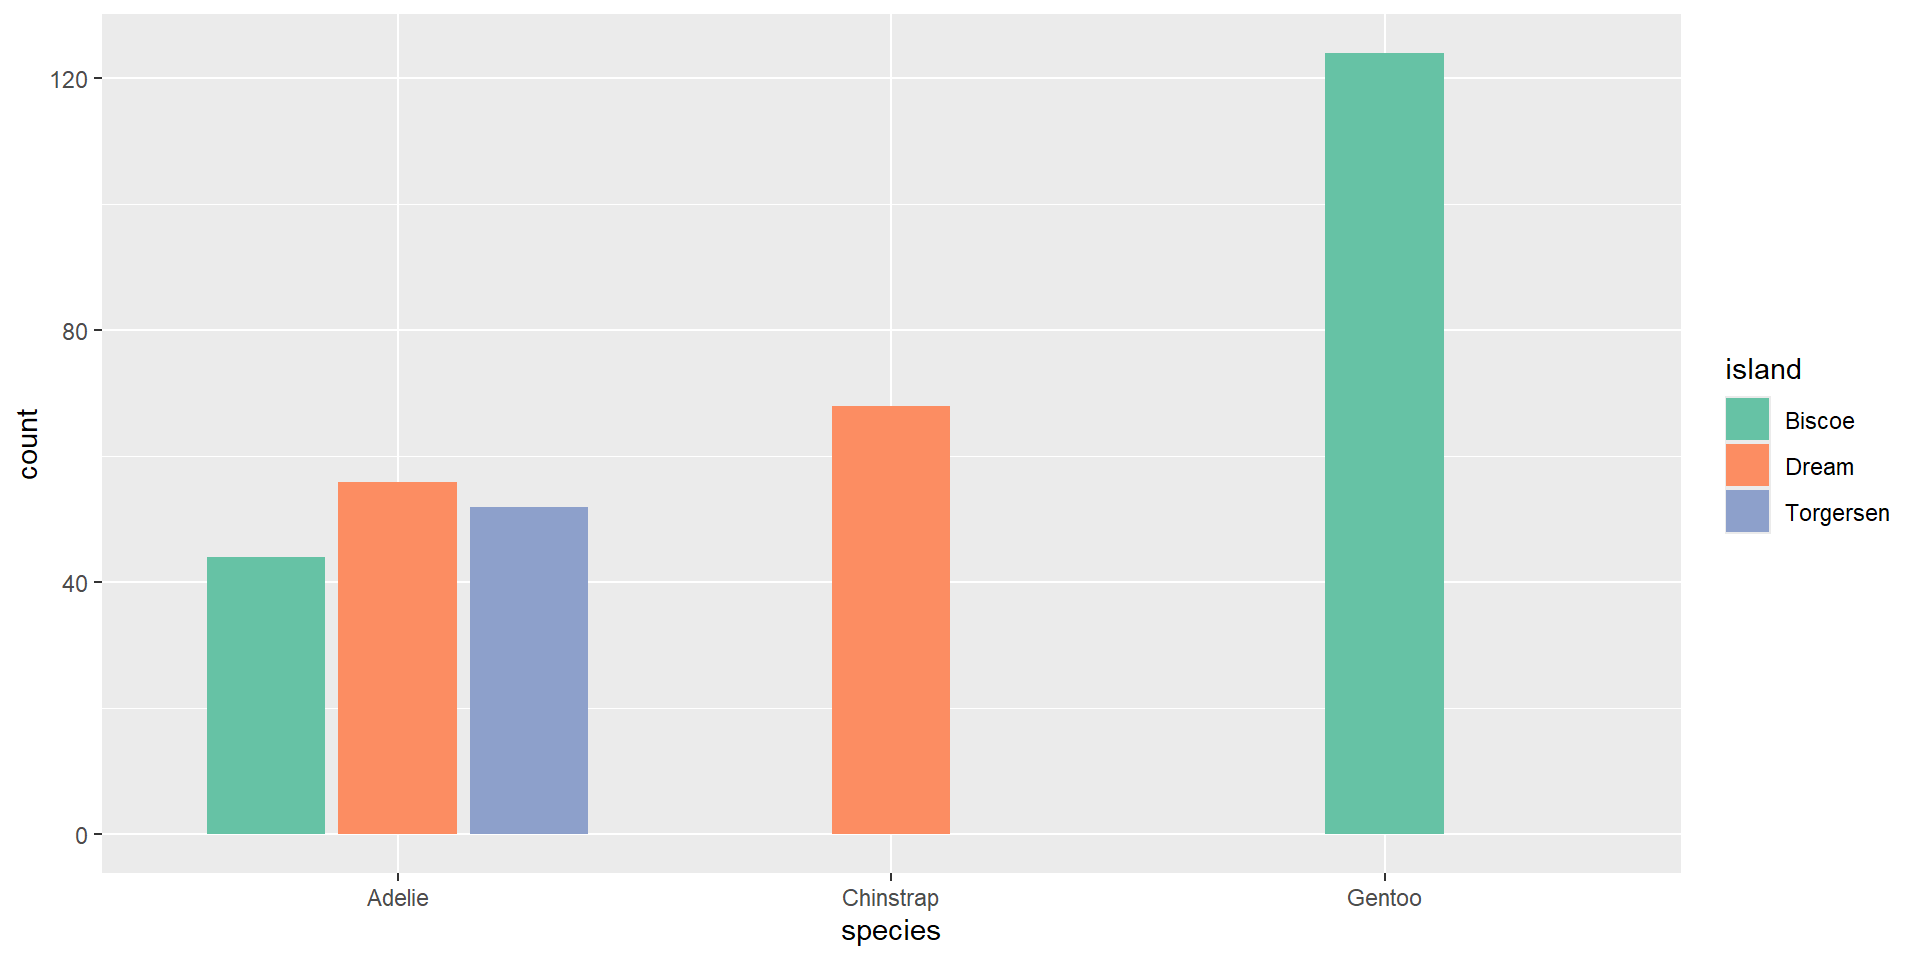 120
80
40
0
count
Adelie
Chinstrap
Gentoo
species
island
Biscoe
Dream
Torgersen